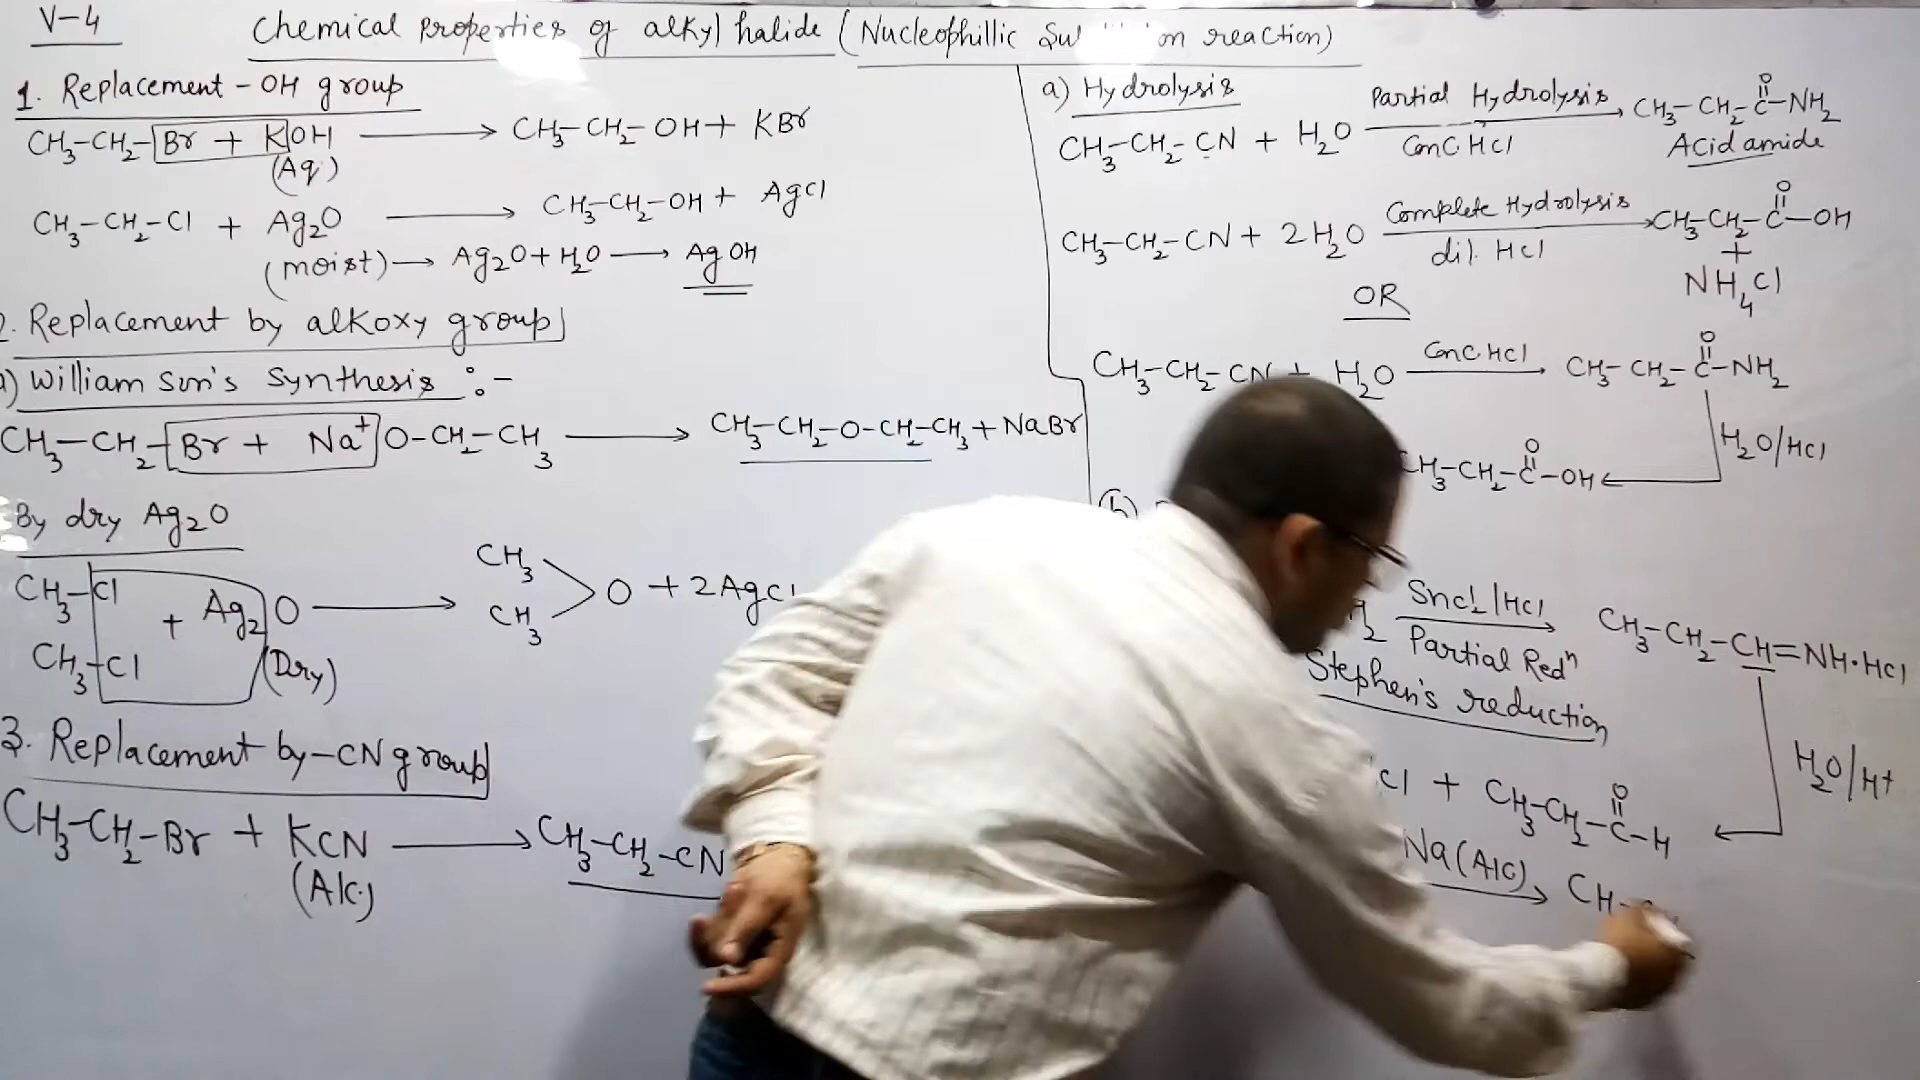 V-4
Chemical Properties of alkyl halide (Nucleophillic on reaction)
1. Replacement - OH group
CH₃-CH₂-Br + KOH ⟶ CH₃-CH₂-OH + KBr
(Aq.)
CH₃-CH₂-Cl + Ag₂O ⟶ CH₃-CH₂-OH + AgCl
(moist) → Ag₂O + H₂O ⟶ AgOH
2. Replacement by alkoxy group
a) William Sun's Synthesis :-
CH₃-CH₂-Br + Na⁺O-CH₂-CH₃ ⟶ CH₃-CH₂-O-CH₂-CH₃ + NaBr
By dry Ag₂O
CH₃-Cl
+ Ag₂O ⟶
CH₃-Cl (Dry)
CH₃
CH₃
O + 2AgCl
3. Replacement by -CN group
CH₃-CH₂-Br + KCN ⟶ CH₃-CH₂-CN
(Alc.)
a) Hydrolysis
CH₃-CH₂-CN + H₂O Partial Hydrolysis ConC HCl ⟶ CH₃-CH₂-C-NH₂
O
Acid amide
CH₃-CH₂-CN + 2H₂O Complete Hydrolysis dil. HCl ⟶ CH₃-CH₂-C-OH
O
+
NH₄Cl
OR
CH₃-CH₂-CN + H₂O ConC HCl ⟶ CH₃-CH₂-C-NH₂
O
H₂O/HCl
CH₃-CH₂-C-OH ←
O
(b)
SnCl₂/HCl ⟶ CH₃-CH₂-CH=NH·HCl
Partial Redⁿ
Stephen's reduction
H₂O/H+
Cl + CH₃-CH₂-C-H ←
O
Na(Alc) ⟶ CH-